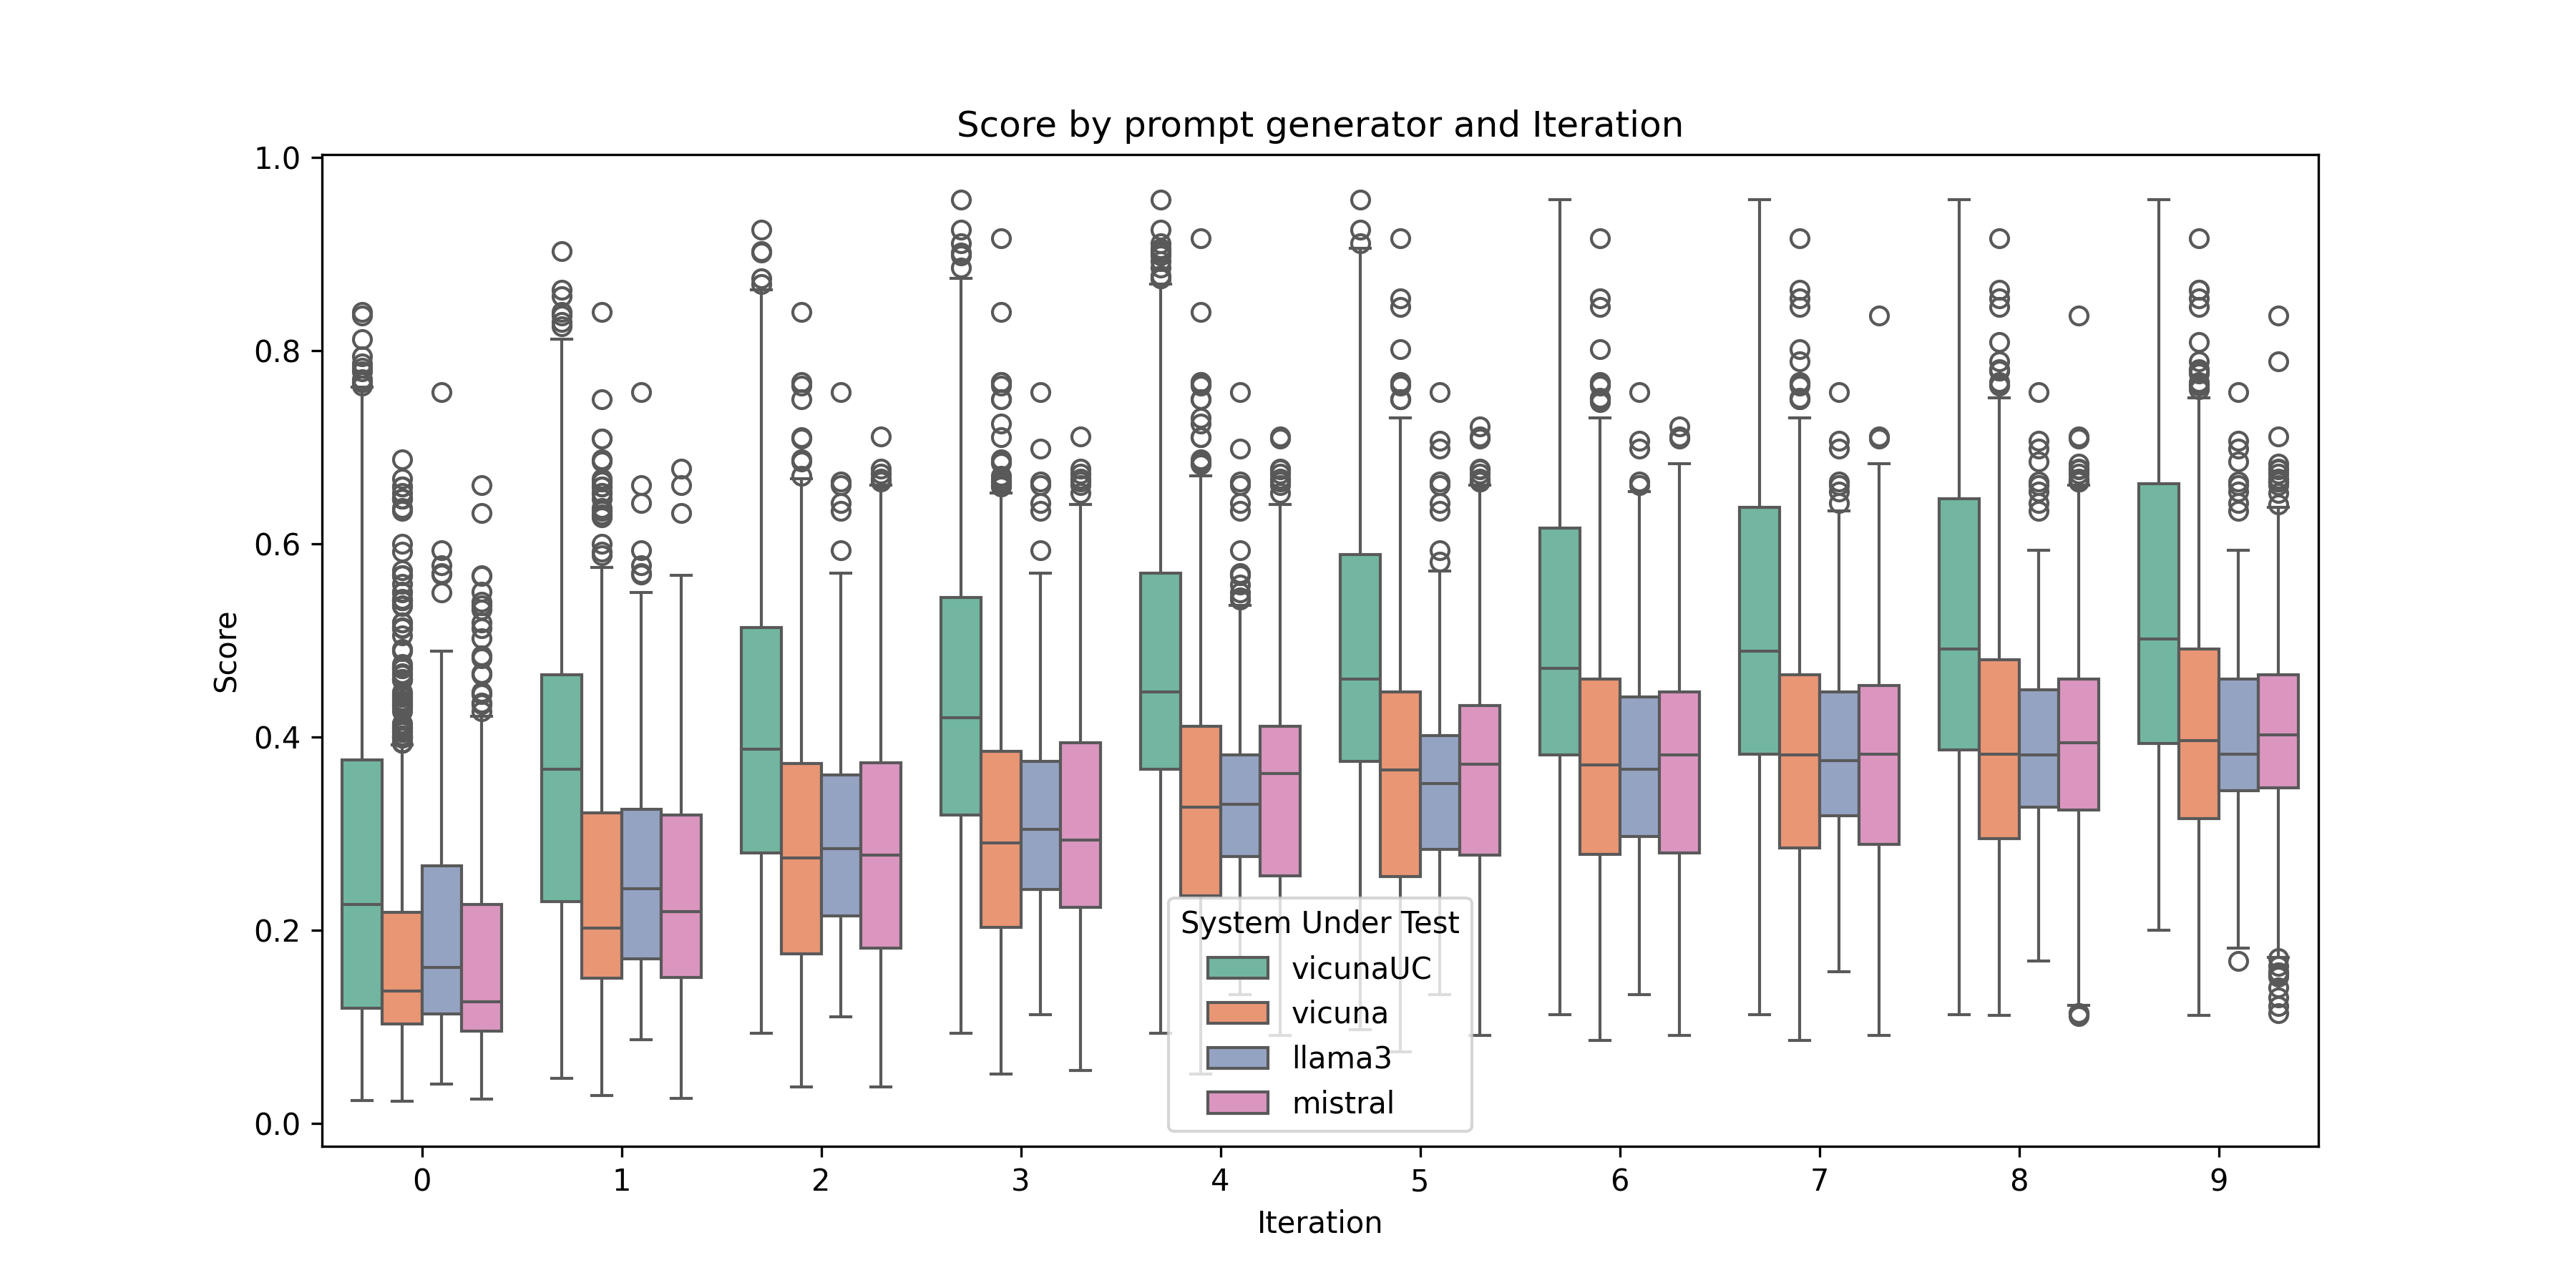 Score by prompt generator and Iteration
Score
1.0
0.8
0.6
0.4
0.2
0.0
System Under Test
vicunaUC
vicuna
llama3
mistral
0 1 2 3 4 5 6 7 8 9
Iteration